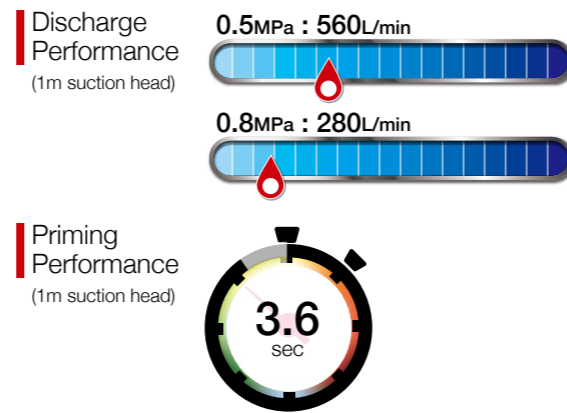 Discharge
Performance
(1m suction head)
0.5MPa : 560L/min
0.8MPa : 280L/min
Priming
Performance
(1m suction head)
3.6
sec